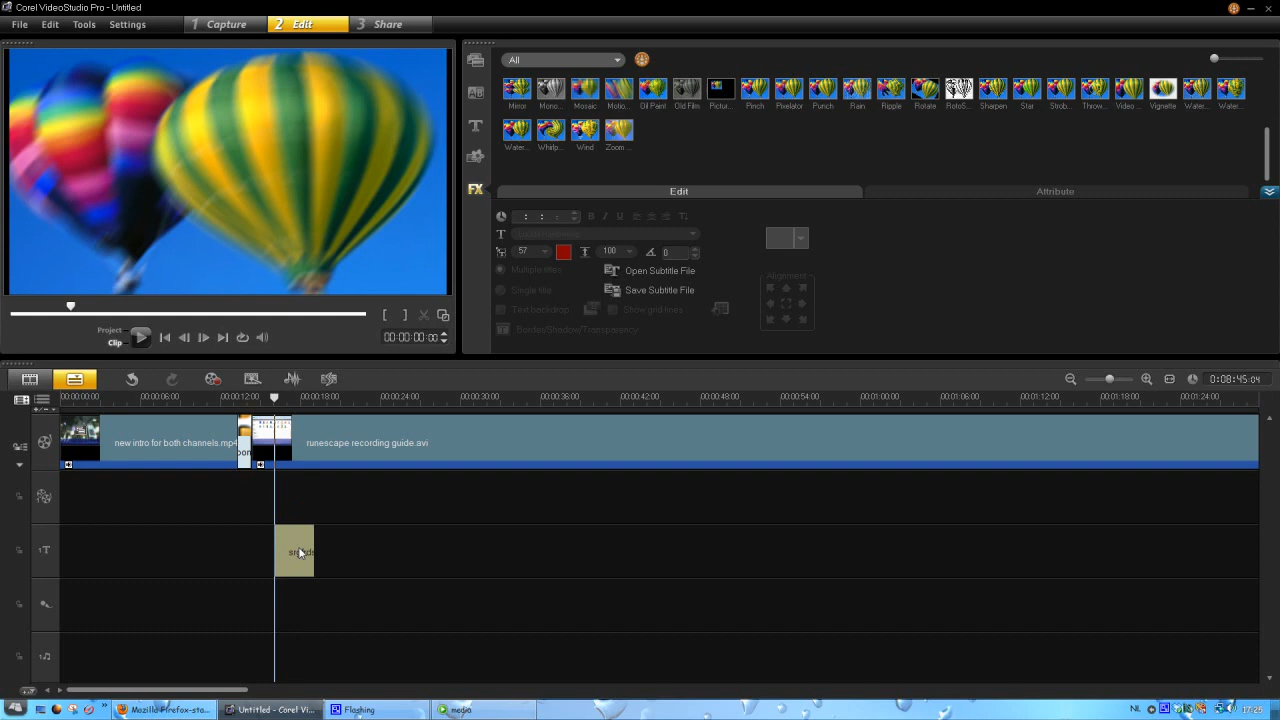 Corel VideoStudio Pro - Untitled
File Edit Tools Settings
1 Capture
2 Edit
3 Share
All
Mirror Mono... Mosaic Motio... Oil Paint Old Film Pictur... Pinch Pixelator Punch Rain Ripple Rotate RotoS... Sharpen Star Strob... Throw... Video ... Vignette Water... Water...
Water... Whirlp... Wind Zoom ...
Edit
Attribute
57
100
0
Multiple titles
Open Subtitle File
Single title
Save Subtitle File
Alignment
Text backdrop
Show grid lines
Border/Shadow/Transparency
Project
Clip
00:00:00:00
0:08:45:04
00:00:00:00 00:00:06:00 00:00:12:00 00:00:18:00 00:00:24:00 00:00:30:00 00:00:36:00 00:00:42:00 00:00:48:00 00:00:54:00 00:01:00:00 00:01:06:00 00:01:12:00 00:01:18:00 00:01:24:00
new intro for both channels.mp4
runescape recording guide.avi
Mozilla Firefox-sta...
Untitled - Corel Vi...
Flashing
media
NL
17:25